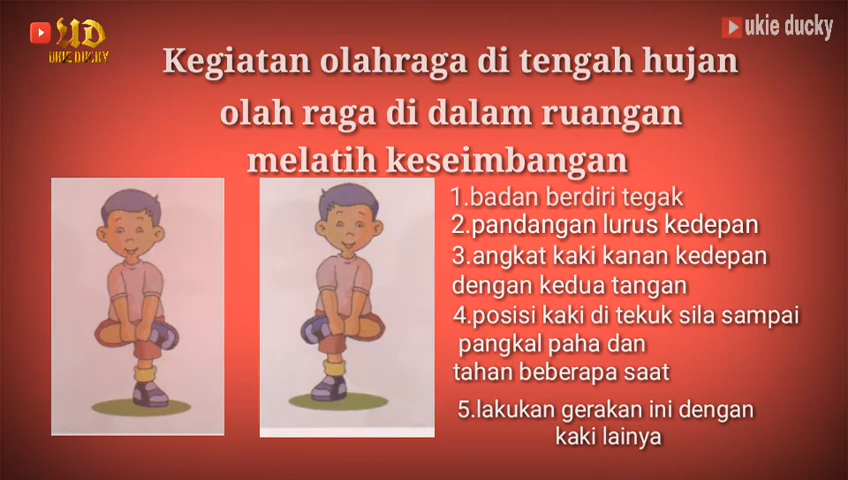 UD
UKIE DUCKY
ukie ducky
Kegiatan olahraga di tengah hujan
olah raga di dalam ruangan
melatih keseimbangan
1.badan berdiri tegak
2.pandangan lurus kedepan
3.angkat kaki kanan kedepan
dengan kedua tangan
4.posisi kaki di tekuk sila sampai
pangkal paha dan
tahan beberapa saat
5.lakukan gerakan ini dengan
kaki lainya